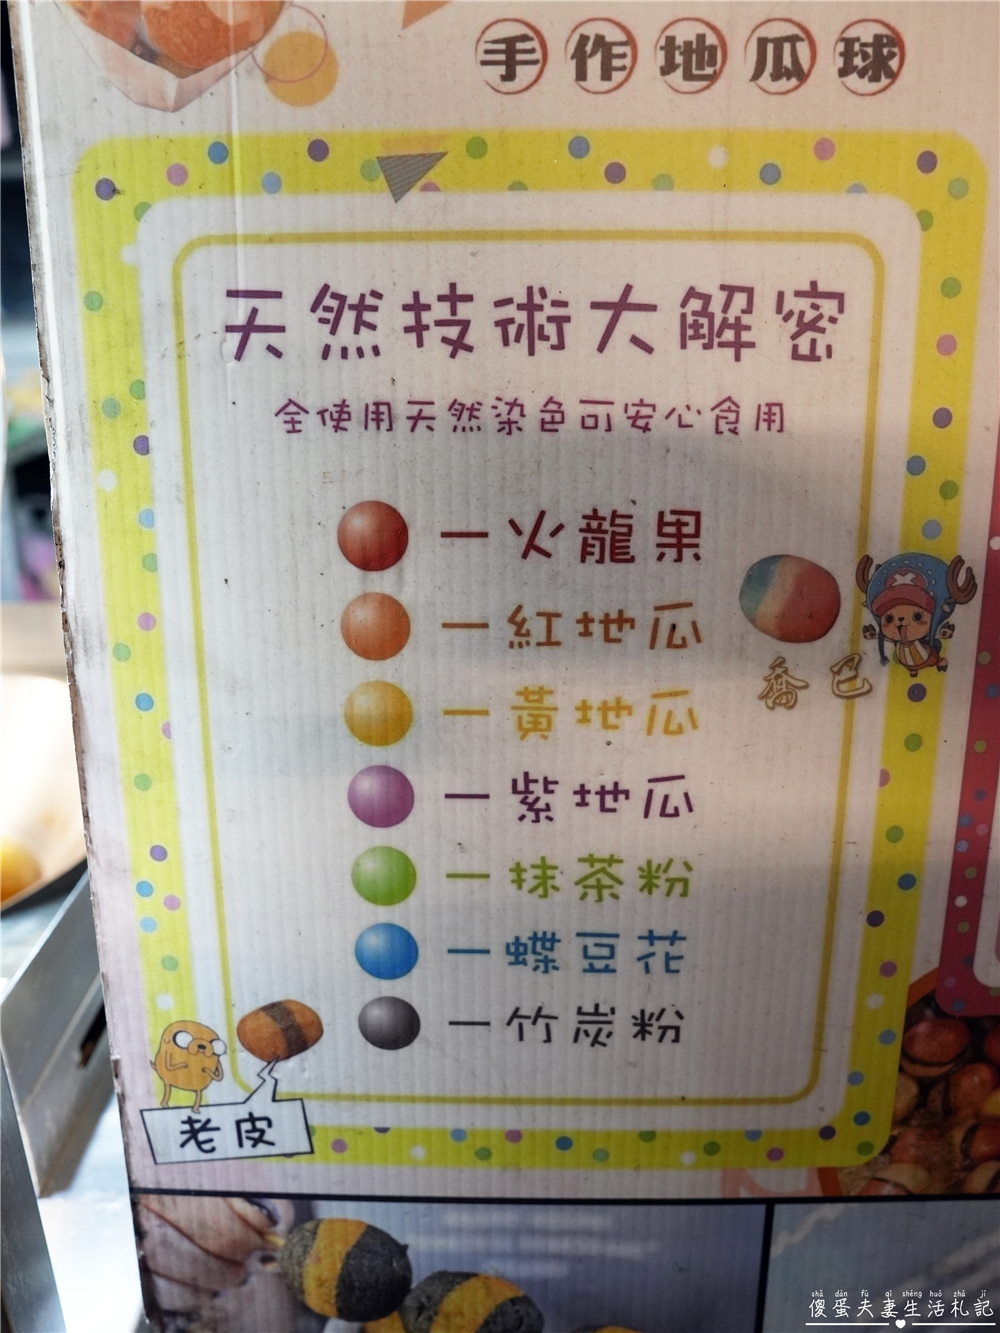 手作地瓜球
天然技術大解密
全使用天然染色可安心食用
一火龍果
一紅地瓜
一黃地瓜
一紫地瓜
一抹茶粉
一蝶豆花
一竹炭粉
喬巴
老皮
shǎ dàn fū qī shēng huó zhá jì
傻蛋夫妻生活札記